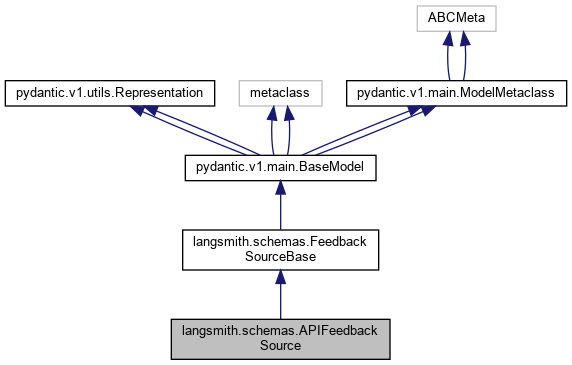 ABCMeta
pydantic.v1.utils.Representation
metaclass
pydantic.v1.main.ModelMetaclass
pydantic.v1.main.BaseModel
langsmith.schemas.Feedback
SourceBase
langsmith.schemas.APIFeedback
Source